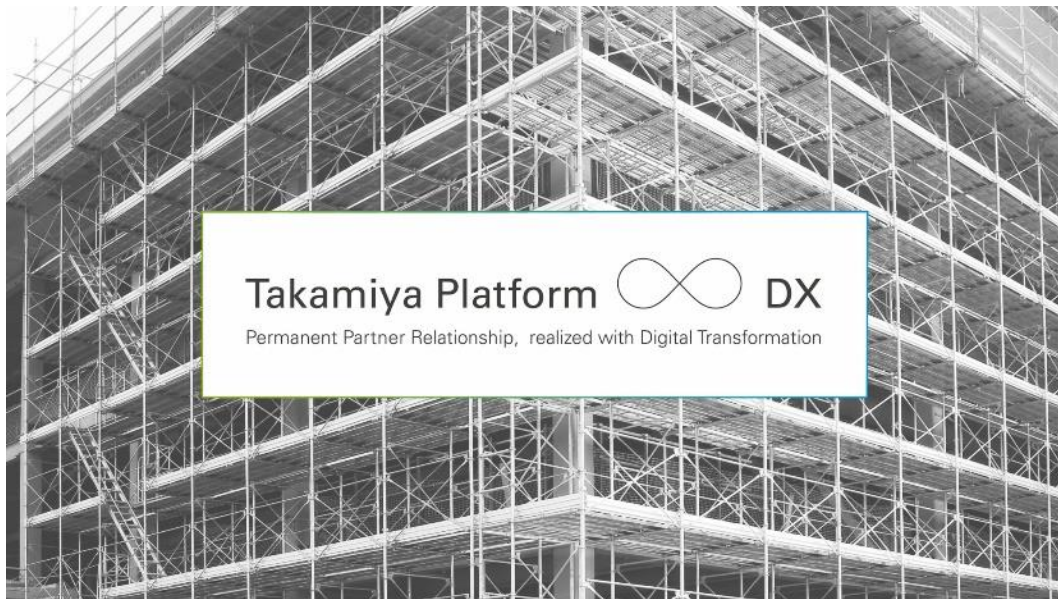 Takamiya Platform ∞ DX
Permanent Partner Relationship, realized with Digital Transformation